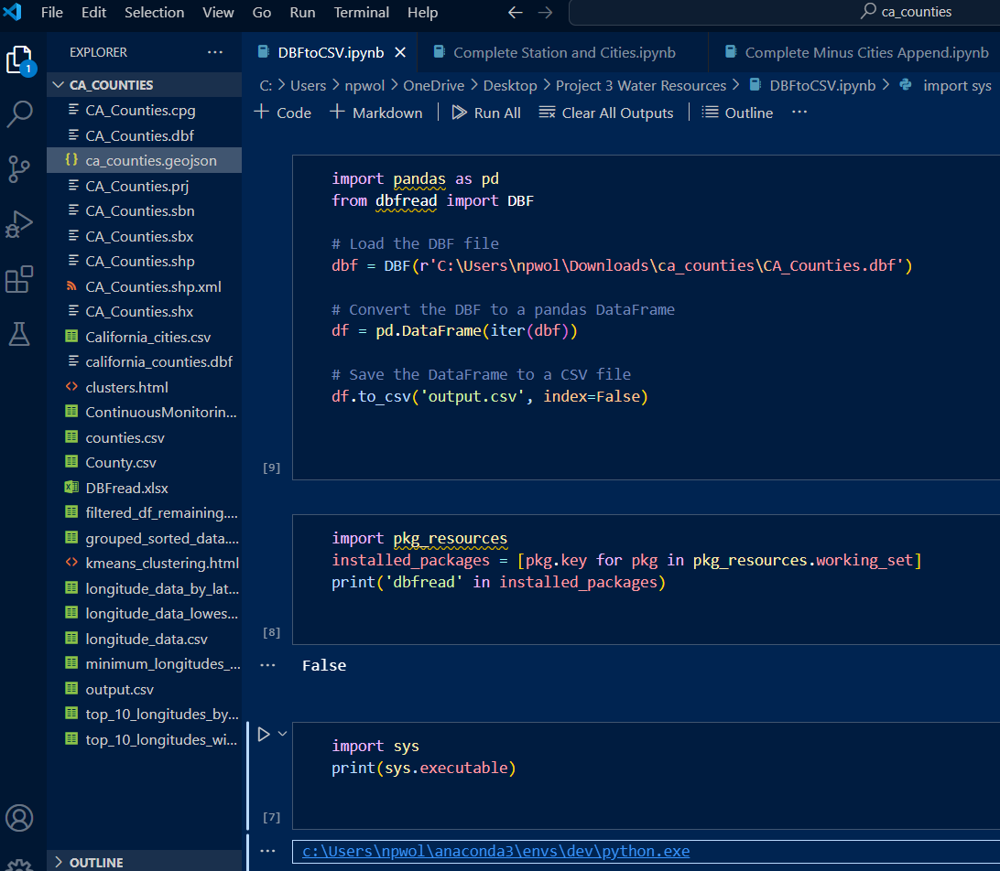 File Edit Selection View Go Run Terminal Help
ca_counties
1
EXPLORER
CA_COUNTIES
CA_Counties.cpg
CA_Counties.dbf
ca_counties.geojson
CA_Counties.prj
CA_Counties.sbn
CA_Counties.sbx
CA_Counties.shp
CA_Counties.shp.xml
CA_Counties.shx
California_cities.csv
california_counties.dbf
clusters.html
ContinuousMonitorin...
counties.csv
County.csv
DBFread.xlsx
filtered_df_remaining....
grouped_sorted_data....
kmeans_clustering.html
longitude_data_by_lat...
longitude_data_lowes...
longitude_data.csv
minimum_longitudes_...
output.csv
top_10_longitudes_by...
top_10_longitudes_wi...
OUTLINE
DBFtoCSV.ipynb
Complete Station and Cities.ipynb
Complete Minus Cities Append.ipynb
C: > Users > npwol > OneDrive > Desktop > Project 3 Water Resources > DBFtoCSV.ipynb > import sys
+ Code + Markdown Run All Clear All Outputs Outline ...
import pandas as pd
from dbfread import DBF
# Load the DBF file
dbf = DBF(r'C:\Users\npwol\Downloads\ca_counties\CA_Counties.dbf')
# Convert the DBF to a pandas DataFrame
df = pd.DataFrame(iter(dbf))
# Save the DataFrame to a CSV file
df.to_csv('output.csv', index=False)
[9]
import pkg_resources
installed_packages = [pkg.key for pkg in pkg_resources.working_set]
print('dbfread' in installed_packages)
[8]
False
import sys
print(sys.executable)
[7]
c:\Users\npwol\anaconda3\envs\dev\python.exe